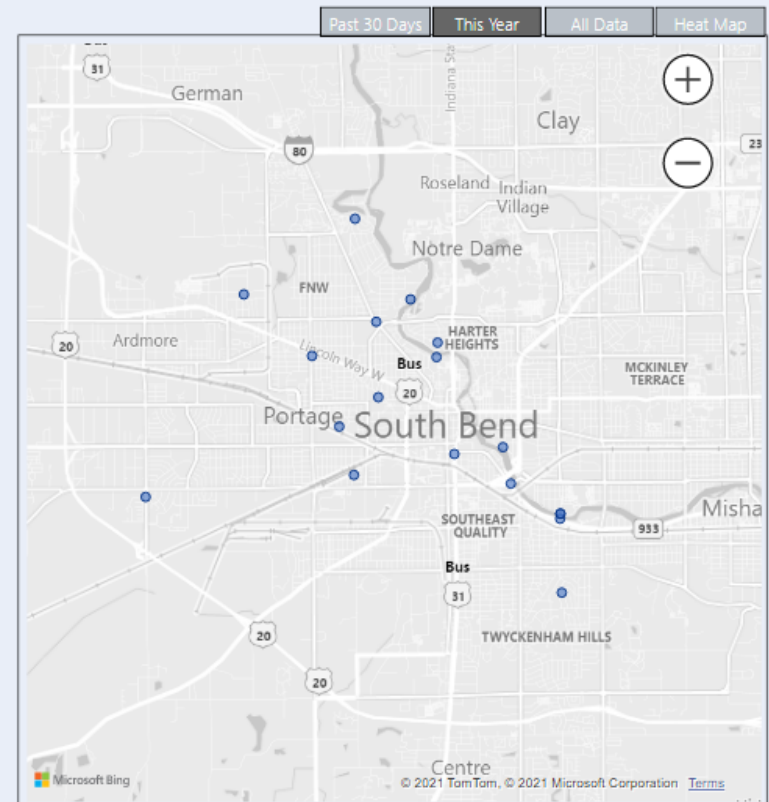 Past 30 Days
This Year
All Data
Heat Map
31
German
Indiana Sta
Clay
80
23
Roseland
Indian
Village
Notre Dame
FNW
HARTER
HEIGHTS
Ardmore
20
Lincoln Way W
Bus
20
MCKINLEY
TERRACE
Portage
South Bend
Misha
SOUTHEAST
QUALITY
933
Bus
31
20
TWYCKENHAM HILLS
20
Centre
Microsoft Bing
© 2021 TomTom, © 2021 Microsoft Corporation Terms